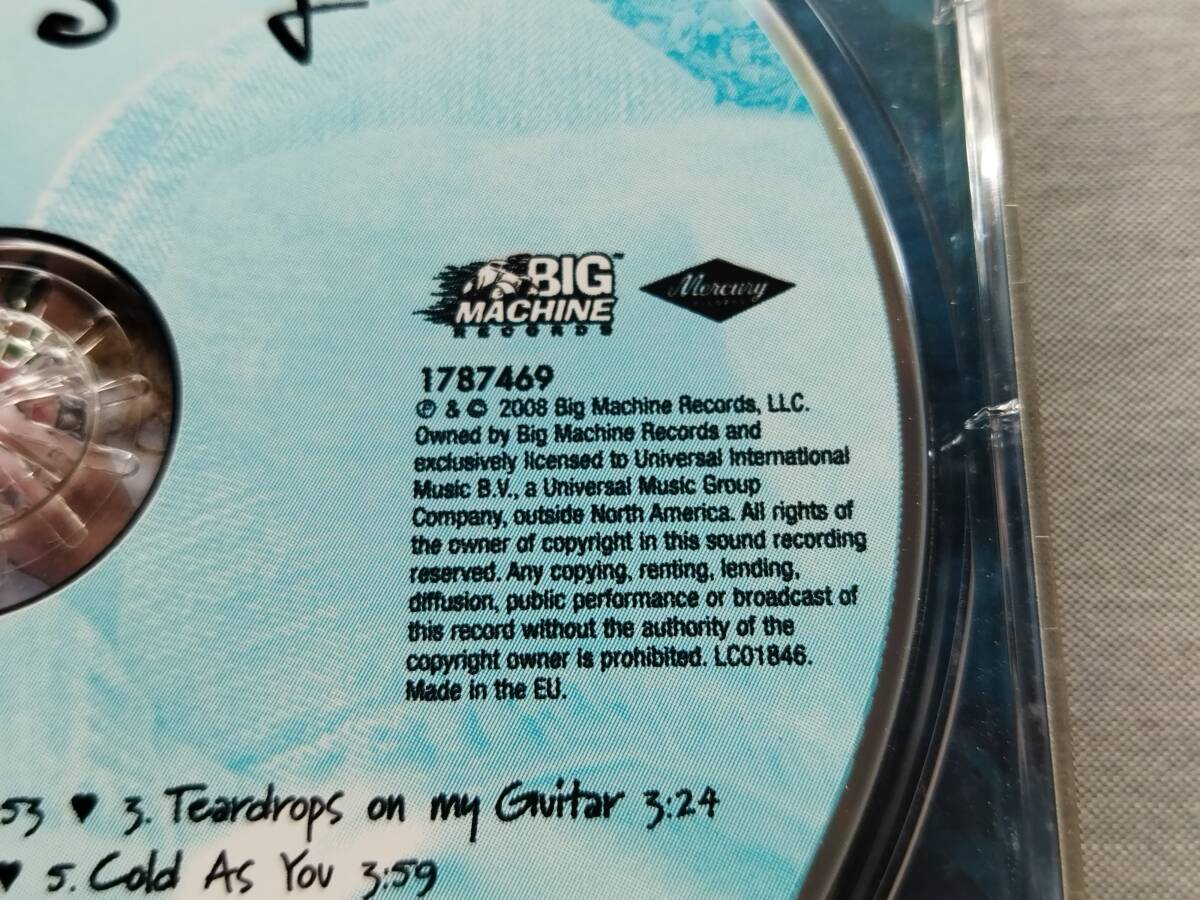 BIG™
MACHINE
RECORDS
Mercury
RECORDS
1787469
℗ & © 2008 Big Machine Records, LLC.
Owned by Big Machine Records and
exclusively licensed to Universal International
Music B.V., a Universal Music Group
Company, outside North America. All rights of
the owner of copyright in this sound recording
reserved. Any copying, renting, lending,
diffusion, public performance or broadcast of
this record without the authority of the
copyright owner is prohibited. LC01846.
Made in the EU.
53 ♥ 3. Teardrops on my Guitar 3:24
♥ 5. Cold As You 3:59